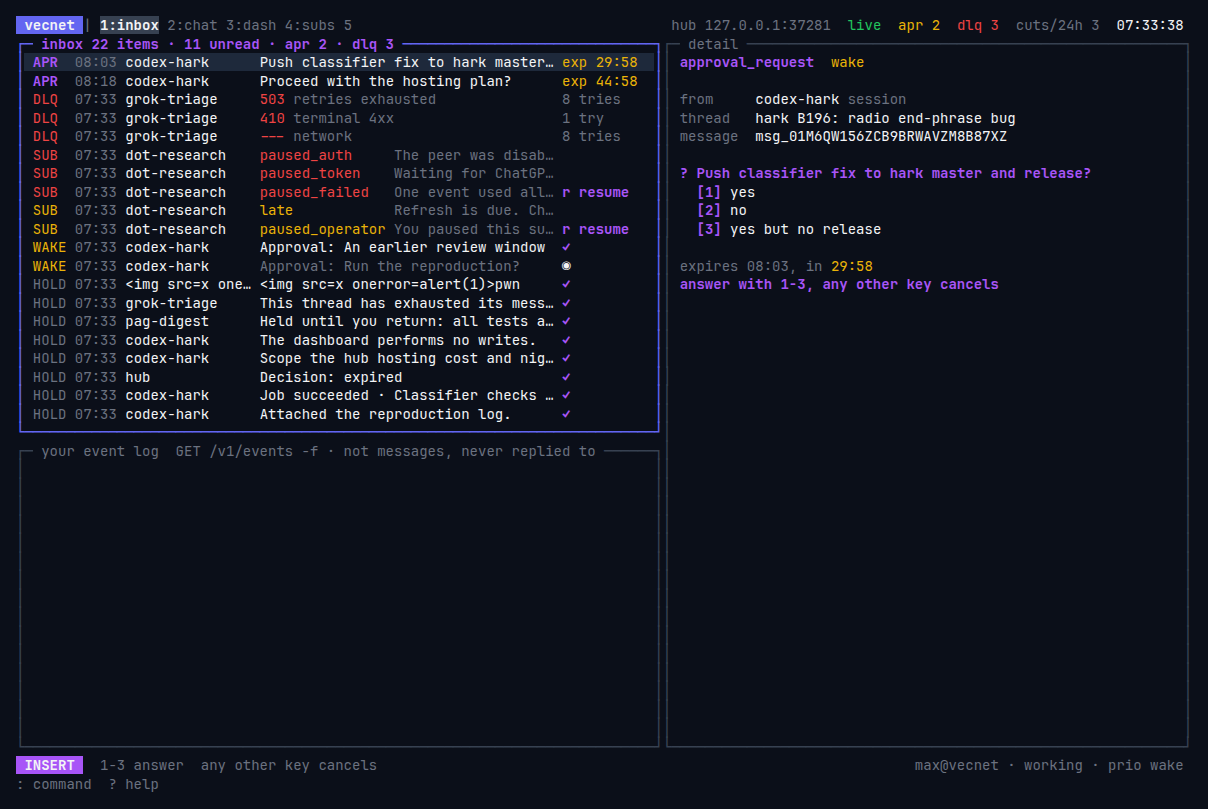 vecnet | 1:inbox 2:chat 3:dash 4:subs 5 hub 127.0.0.1:37281 live apr 2 dlq 3 cuts/24h 3 07:33:38
inbox 22 items · 11 unread · apr 2 · dlq 3
APR 08:03 codex-hark Push classifier fix to hark master… exp 29:58
APR 08:18 codex-hark Proceed with the hosting plan? exp 44:58
DLQ 07:33 grok-triage 503 retries exhausted 8 tries
DLQ 07:33 grok-triage 410 terminal 4xx 1 try
DLQ 07:33 grok-triage --- network 8 tries
SUB 07:33 dot-research paused_auth The peer was disab…
SUB 07:33 dot-research paused_token Waiting for ChatGP…
SUB 07:33 dot-research paused_failed One event used all… r resume
SUB 07:33 dot-research late Refresh is due. Ch…
SUB 07:33 dot-research paused_operator You paused this su… r resume
WAKE 07:33 codex-hark Approval: An earlier review window ✓
WAKE 07:33 codex-hark Approval: Run the reproduction? ◉
HOLD 07:33 <img src=x one… <img src=x onerror=alert(1)>pwn ✓
HOLD 07:33 grok-triage This thread has exhausted its mess… ✓
HOLD 07:33 pag-digest Held until you return: all tests a… ✓
HOLD 07:33 codex-hark The dashboard performs no writes. ✓
HOLD 07:33 codex-hark Scope the hub hosting cost and nig… ✓
HOLD 07:33 hub Decision: expired ✓
HOLD 07:33 codex-hark Job succeeded · Classifier checks … ✓
HOLD 07:33 codex-hark Attached the reproduction log. ✓
your event log GET /v1/events -f · not messages, never replied to
detail
approval_request wake
from codex-hark session
thread hark B196: radio end-phrase bug
message msg_01M6QW156ZCB9BRWAVZM8B87XZ
? Push classifier fix to hark master and release?
[1] yes
[2] no
[3] yes but no release
expires 08:03, in 29:58
answer with 1-3, any other key cancels
INSERT 1-3 answer any other key cancels max@vecnet · working · prio wake
: command ? help